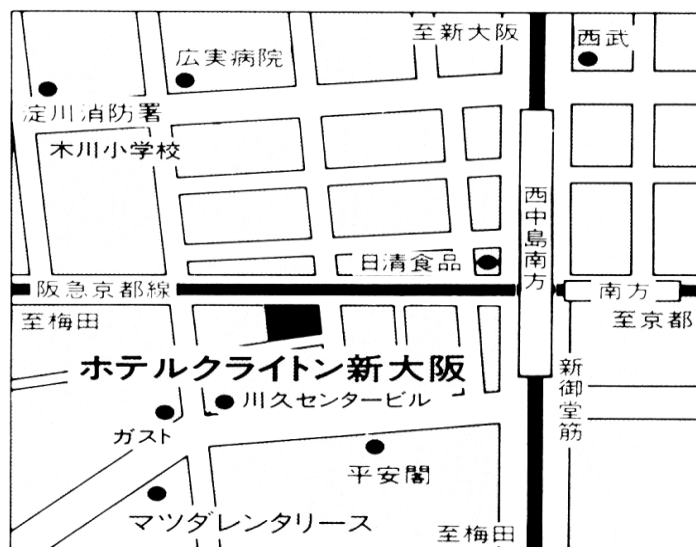 至新大阪
西武
広実病院
淀川消防署
木川小学校
西中島南方
日清食品
阪急京都線
南方
至梅田
至京都
ホテルクライトン新大阪
新御堂筋
川久センタービル
ガスト
平安閣
マツダレンタリース
至梅田